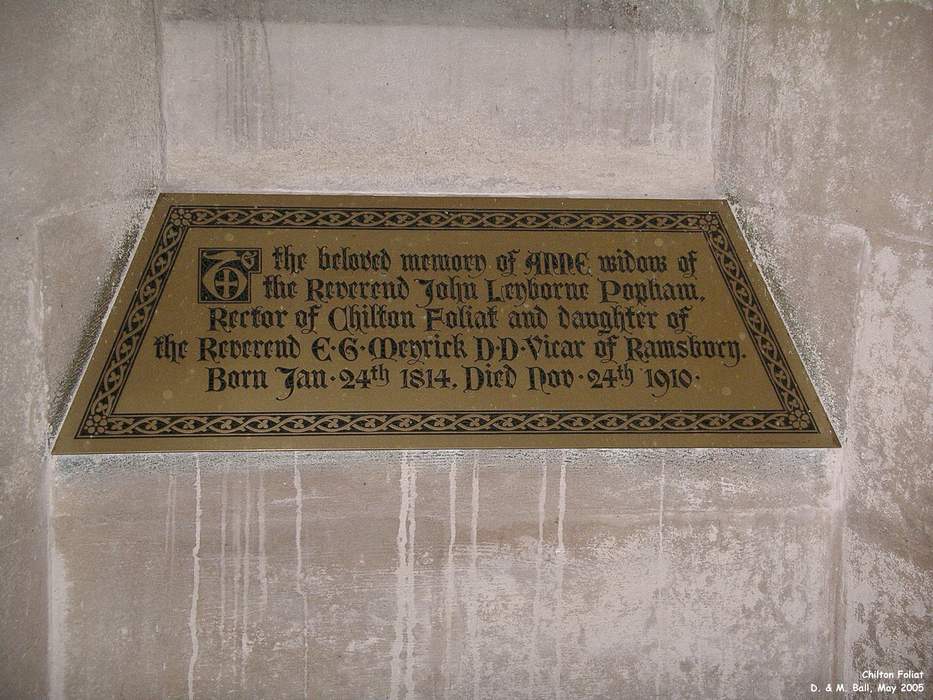 To the beloved memory of ANNE widow of
the Reverend John Leyborne Popham,
Rector of Chilton Foliat and daughter of
the Reverend E·G·Meyrick D·D·Vicar of Ramsbury.
Born Jan·24th 1814. Died Nov·24th 1910·
Chilton Foliat
D. & M. Ball, May 2005